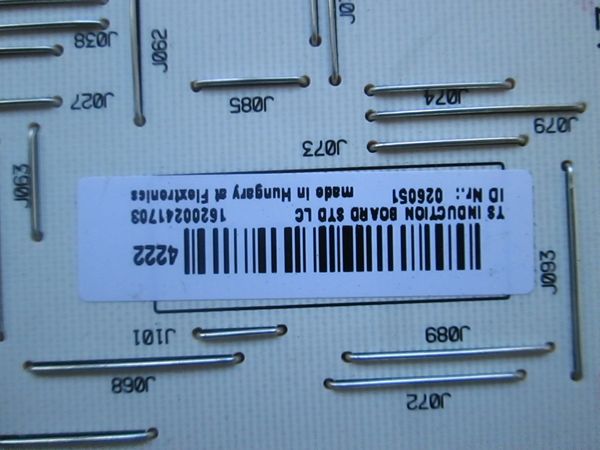 4222
TS INDUCTION BOARD STD LC 16200241703
ID Nr.: 026051 made in Hungary at Flextronics
J072
J068
J089
J101
J093
J073
J079
J074
J085
J063
J027
J062
J038